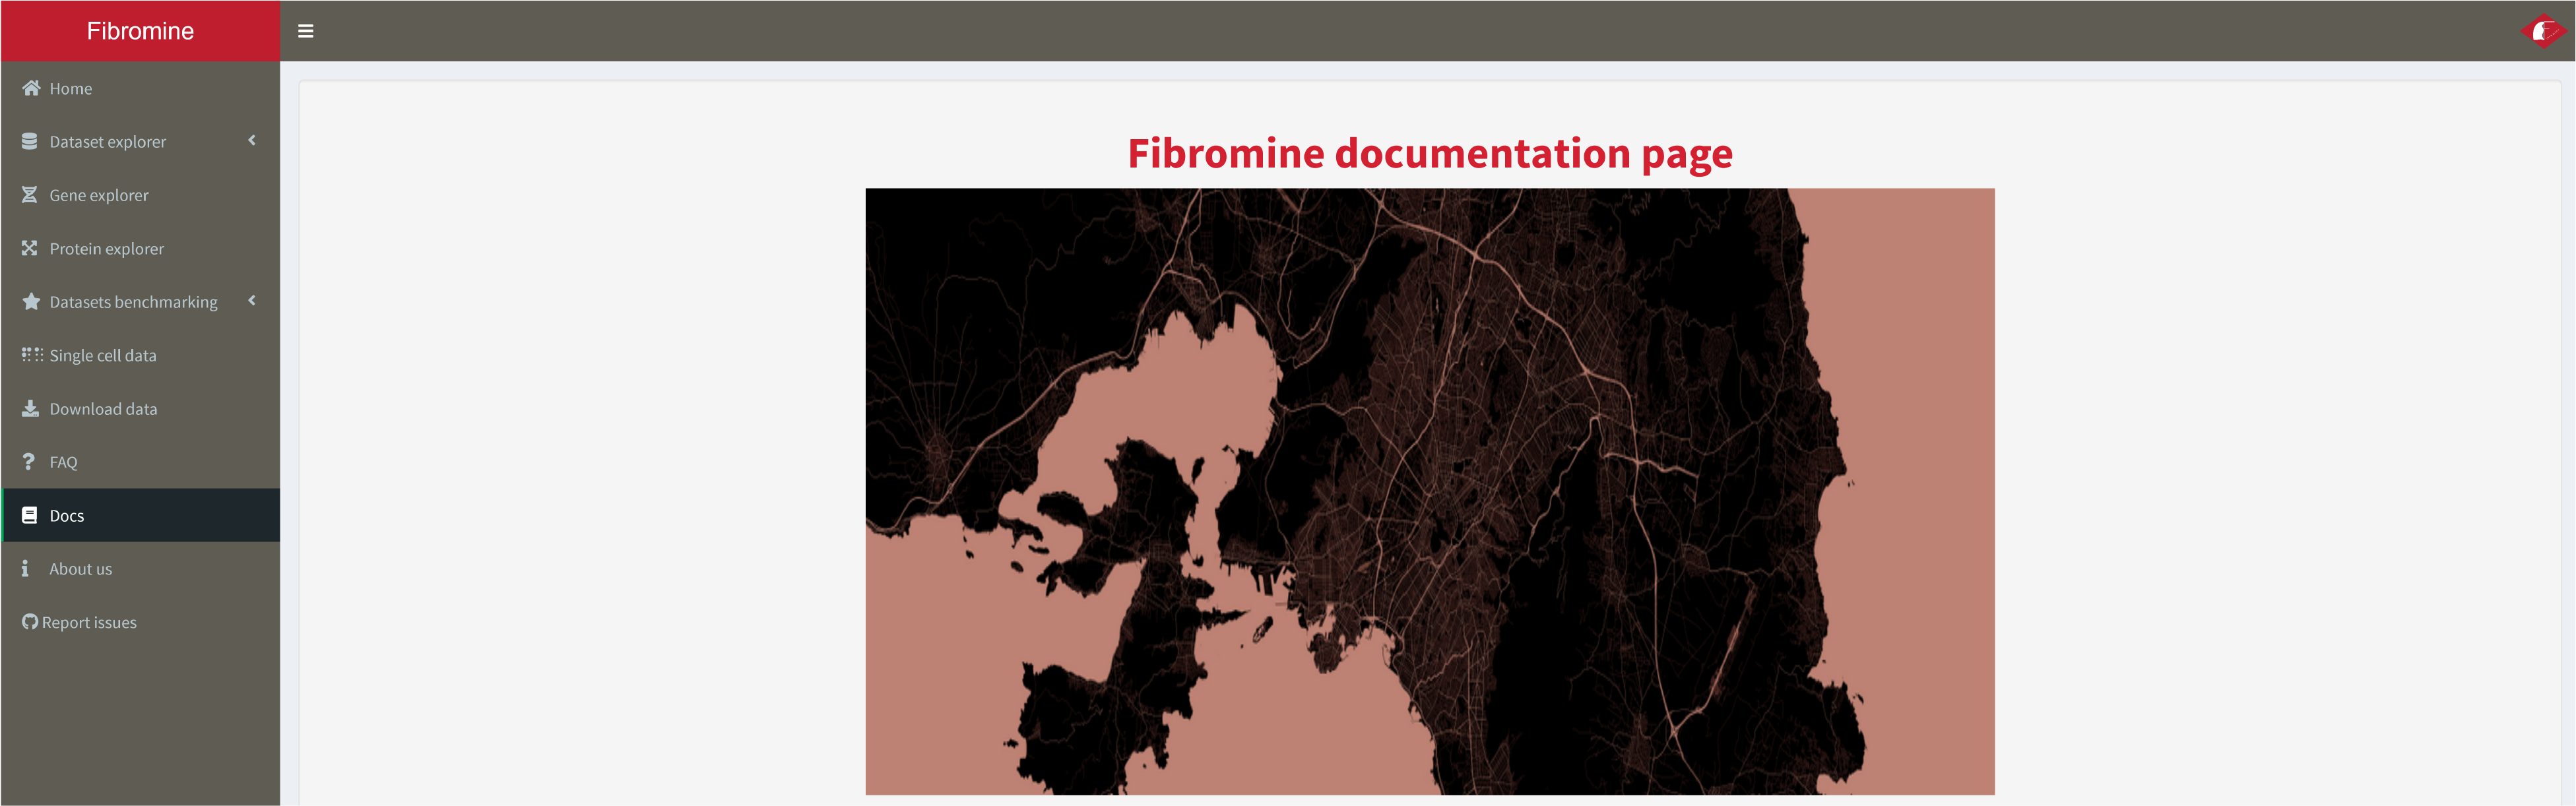 Fibromine
Home
Dataset explorer
Gene explorer
Protein explorer
Datasets benchmarking
Single cell data
Download data
FAQ
Docs
About us
Report issues
Fibromine documentation page